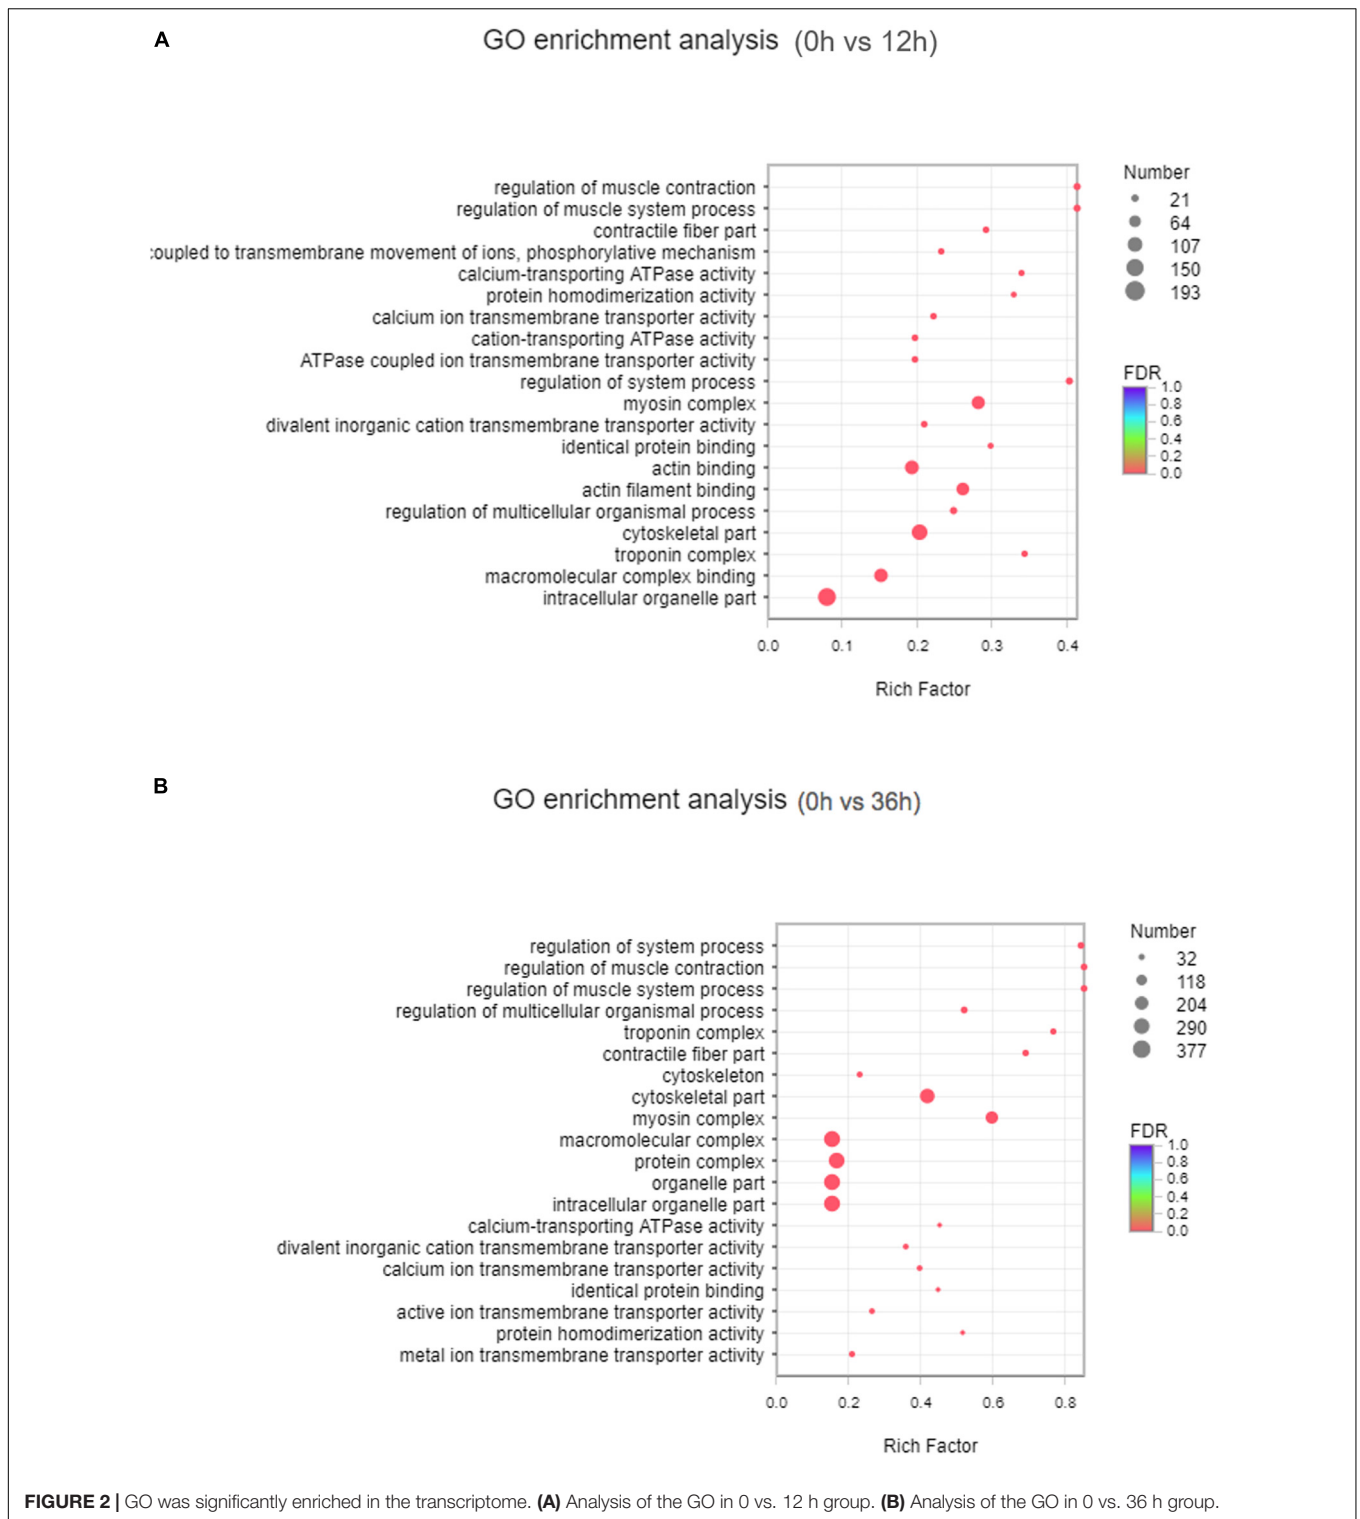 A
GO enrichment analysis (0h vs 12h)
regulation of muscle contraction
regulation of muscle system process
contractile fiber part
coupled to transmembrane movement of ions, phosphorylative mechanism
calcium-transporting ATPase activity
protein homodimerization activity
calcium ion transmembrane transporter activity
cation-transporting ATPase activity
ATPase coupled ion transmembrane transporter activity
regulation of system process
myosin complex
divalent inorganic cation transmembrane transporter activity
identical protein binding
actin binding
actin filament binding
regulation of multicellular organismal process
cytoskeletal part
troponin complex
macromolecular complex binding
intracellular organelle part
0.0 0.1 0.2 0.3 0.4
Rich Factor
Number
21
64
107
150
193
FDR
1.0
0.8
0.6
0.4
0.2
0.0
B
GO enrichment analysis (0h vs 36h)
regulation of system process
regulation of muscle contraction
regulation of muscle system process
regulation of multicellular organismal process
troponin complex
contractile fiber part
cytoskeleton
cytoskeletal part
myosin complex
macromolecular complex
protein complex
organelle part
intracellular organelle part
calcium-transporting ATPase activity
divalent inorganic cation transmembrane transporter activity
calcium ion transmembrane transporter activity
identical protein binding
active ion transmembrane transporter activity
protein homodimerization activity
metal ion transmembrane transporter activity
0.0 0.2 0.4 0.6 0.8
Rich Factor
Number
32
118
204
290
377
FDR
1.0
0.8
0.6
0.4
0.2
0.0
FIGURE 2 | GO was significantly enriched in the transcriptome. (A) Analysis of the GO in 0 vs. 12 h group. (B) Analysis of the GO in 0 vs. 36 h group.